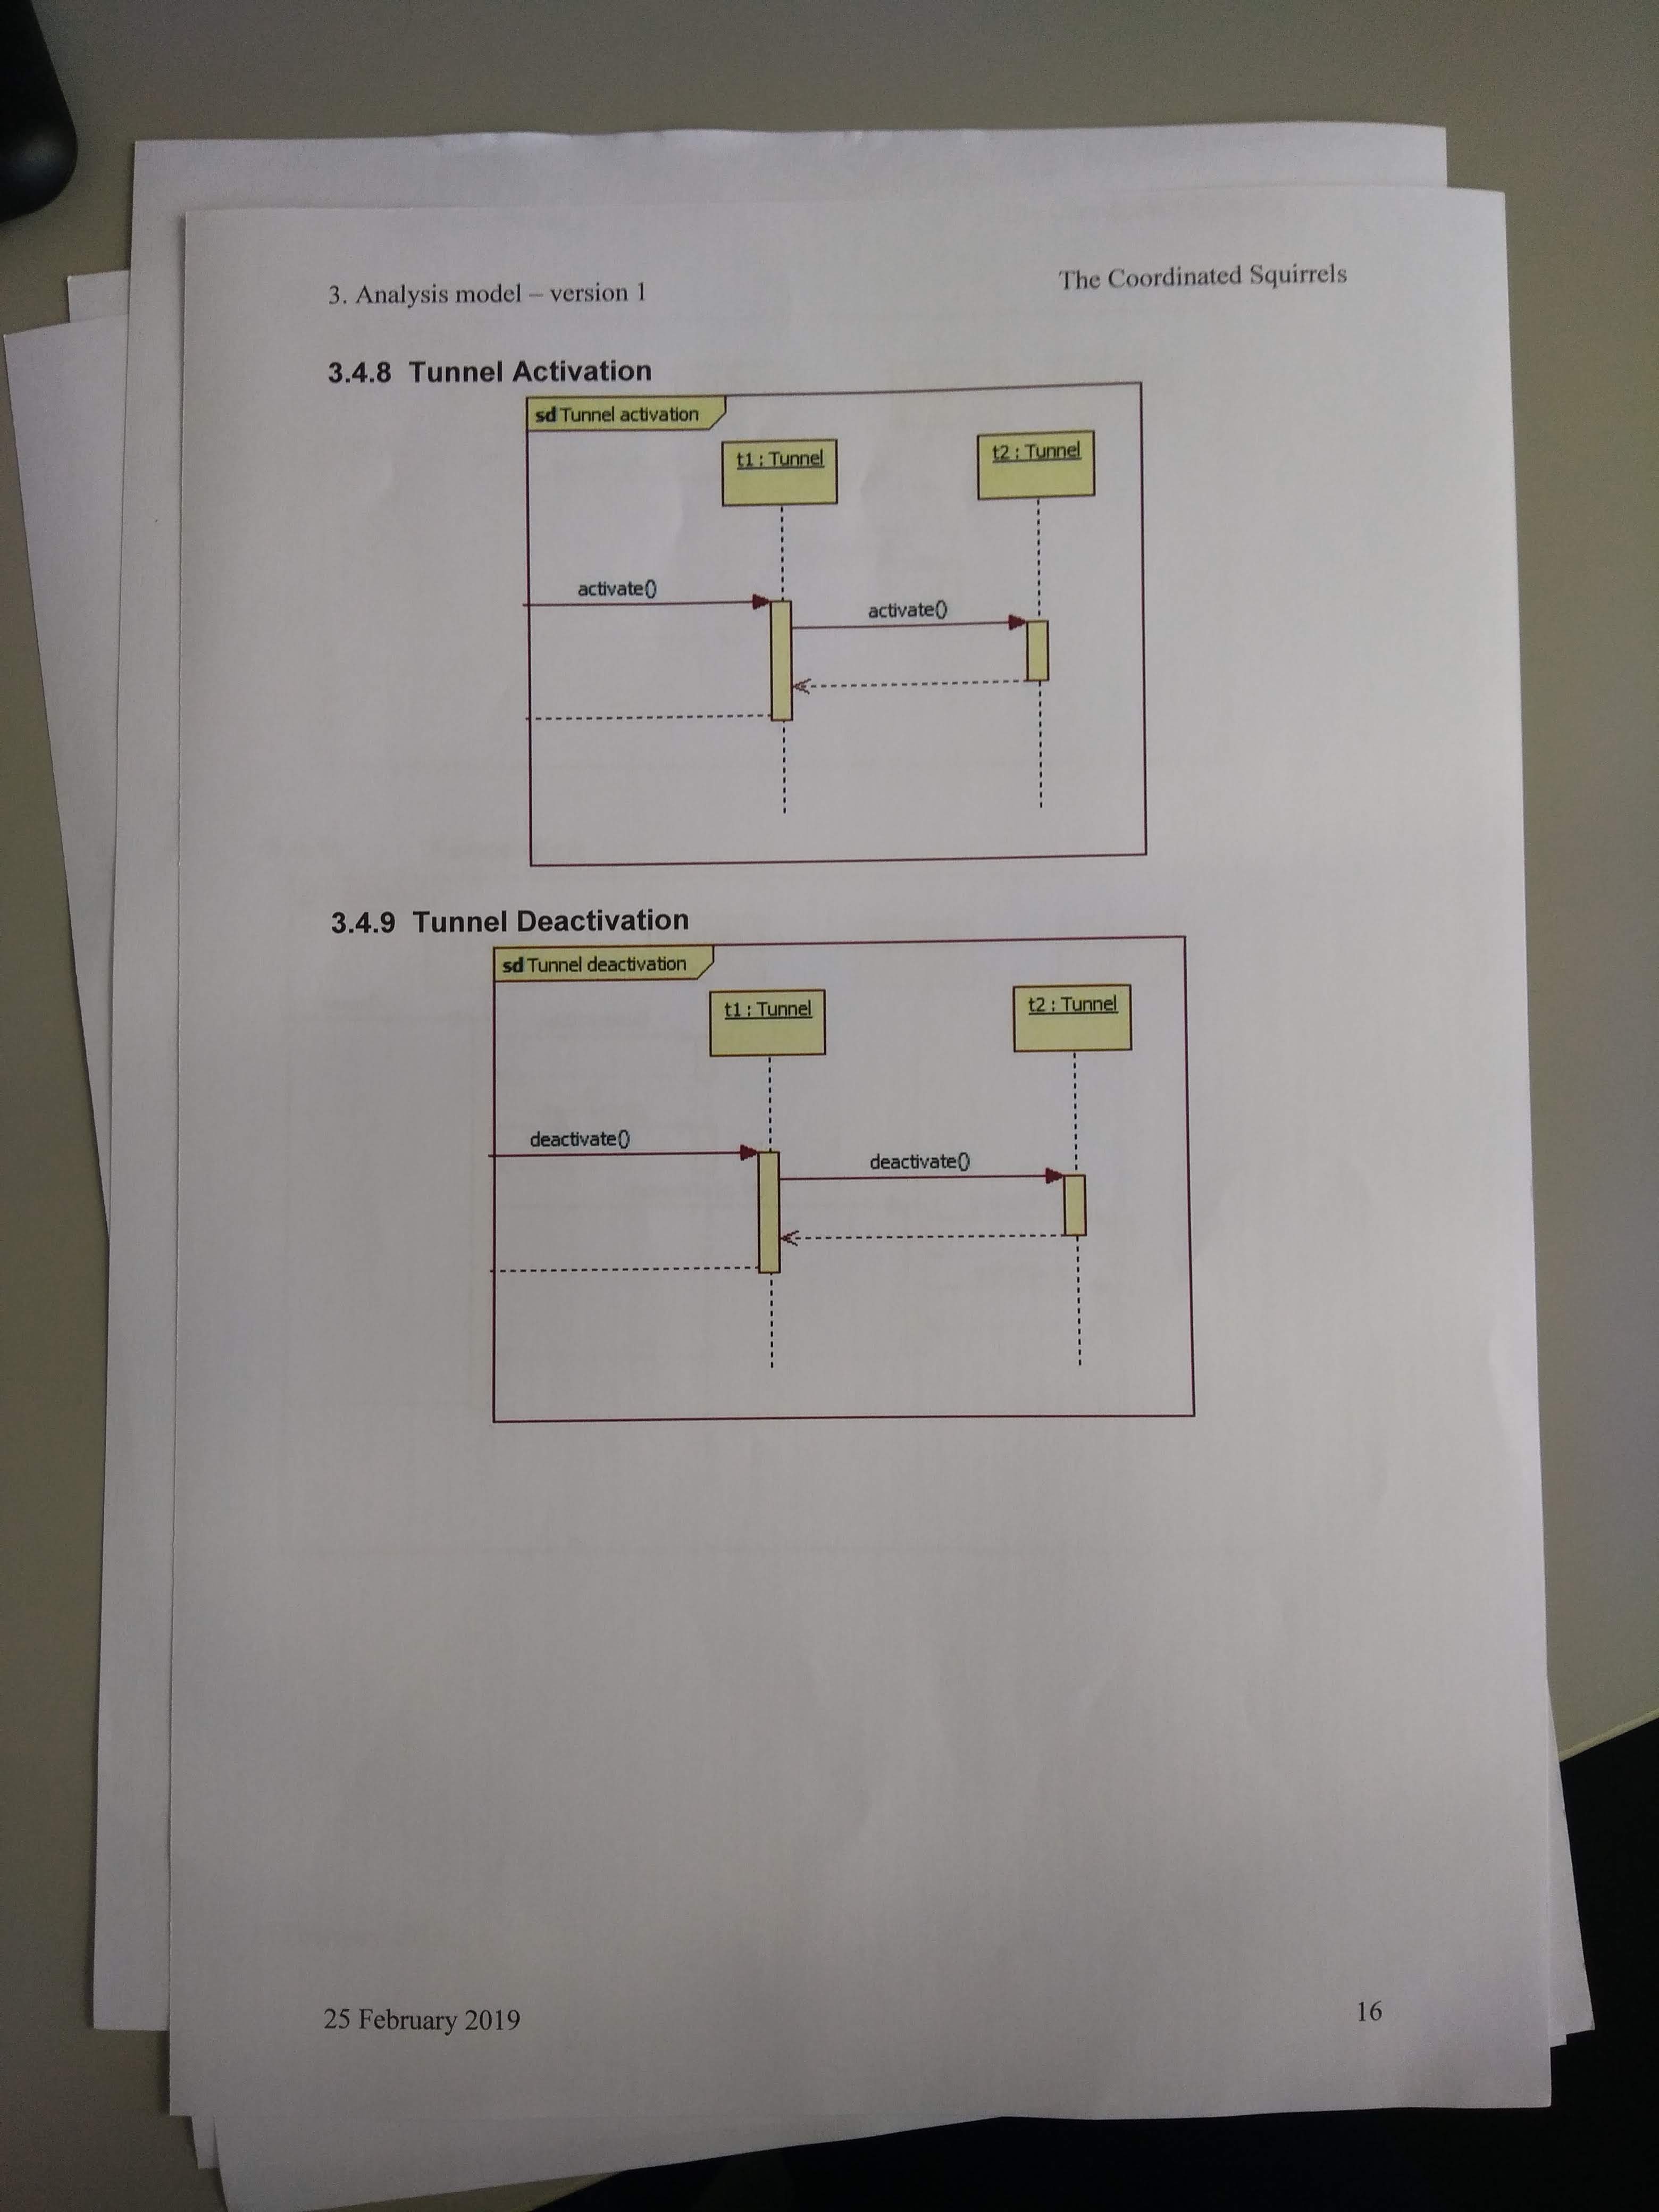 3. Analysis model – version 1
The Coordinated Squirrels
3.4.8 Tunnel Activation
sd Tunnel activation
t1 : Tunnel
t2 : Tunnel
activate()
activate()
3.4.9 Tunnel Deactivation
sd Tunnel deactivation
t1 : Tunnel
t2 : Tunnel
deactivate()
deactivate()
25 February 2019
16